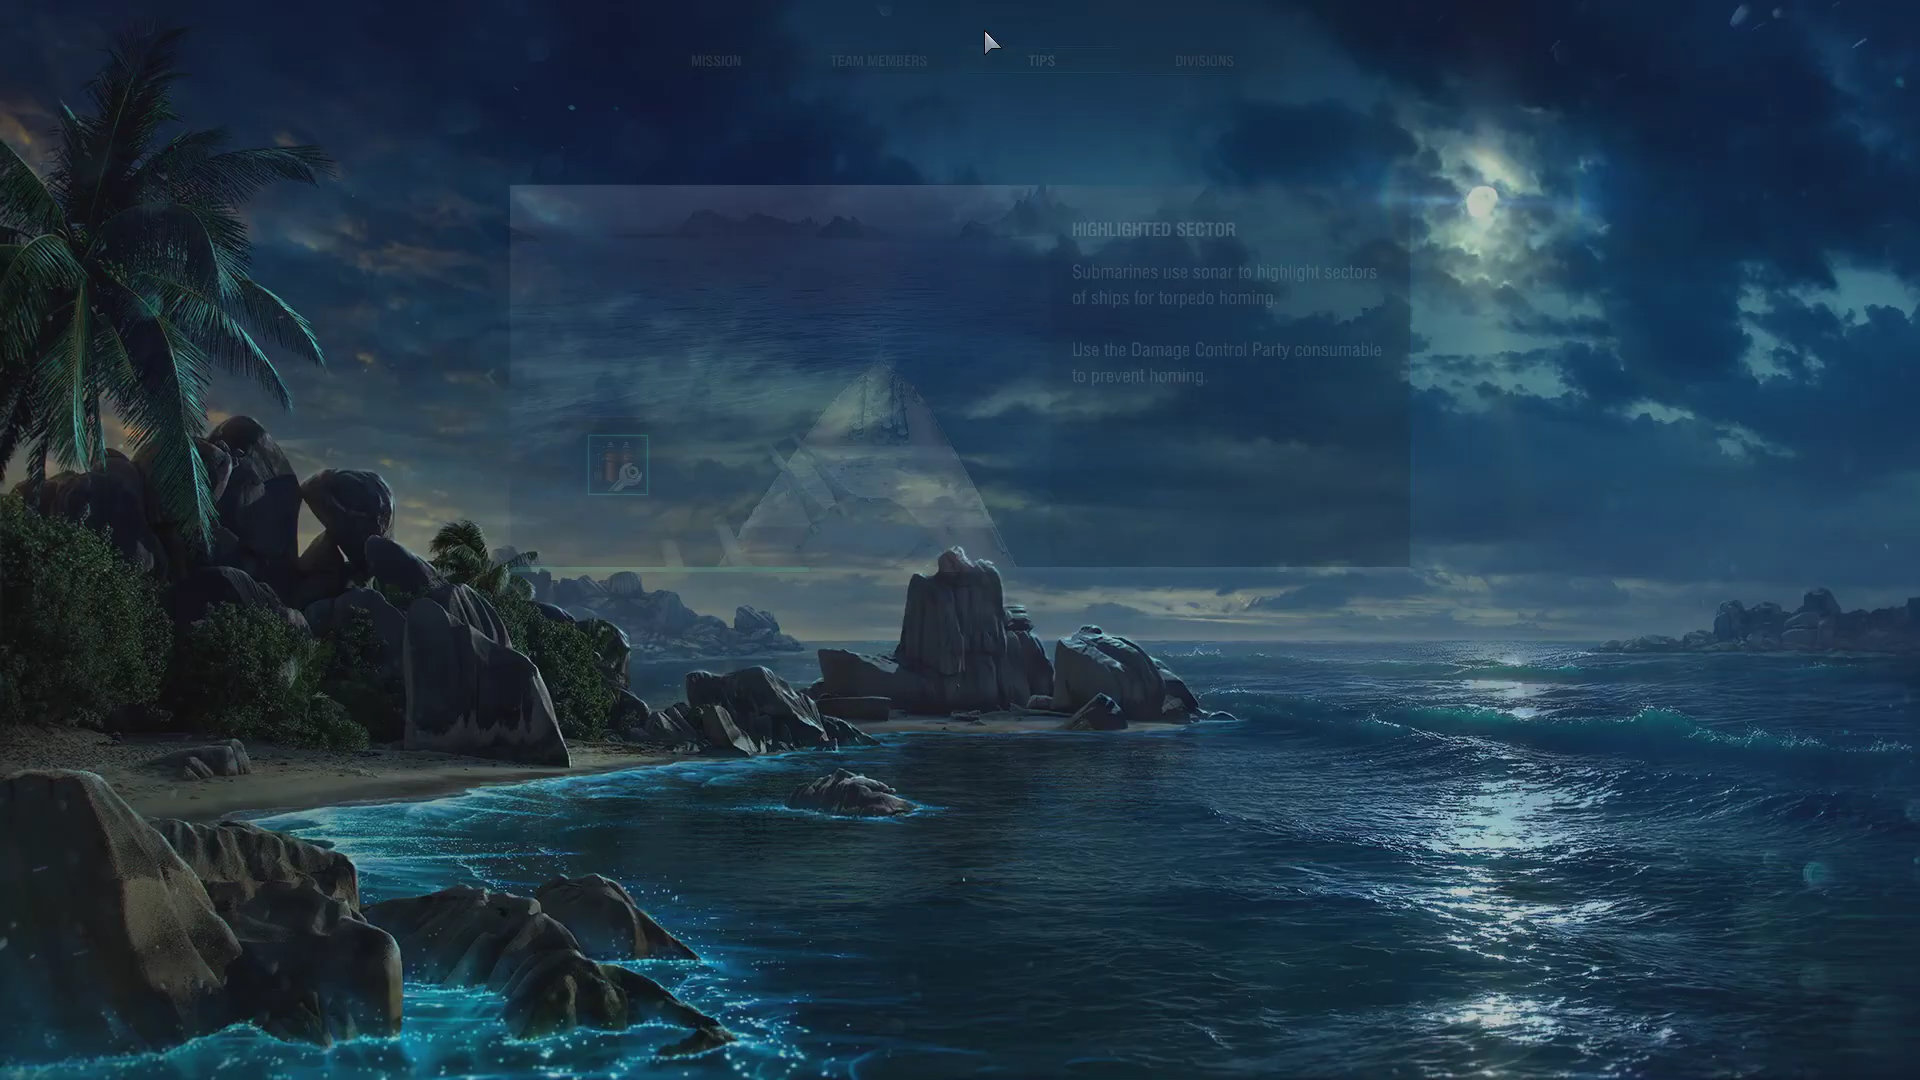 MISSION
TEAM MEMBERS
TIPS
DIVISIONS
HIGHLIGHTED SECTOR
Submarines use sonar to highlight sectors
of ships for torpedo homing.
Use the Damage Control Party consumable
to prevent homing.